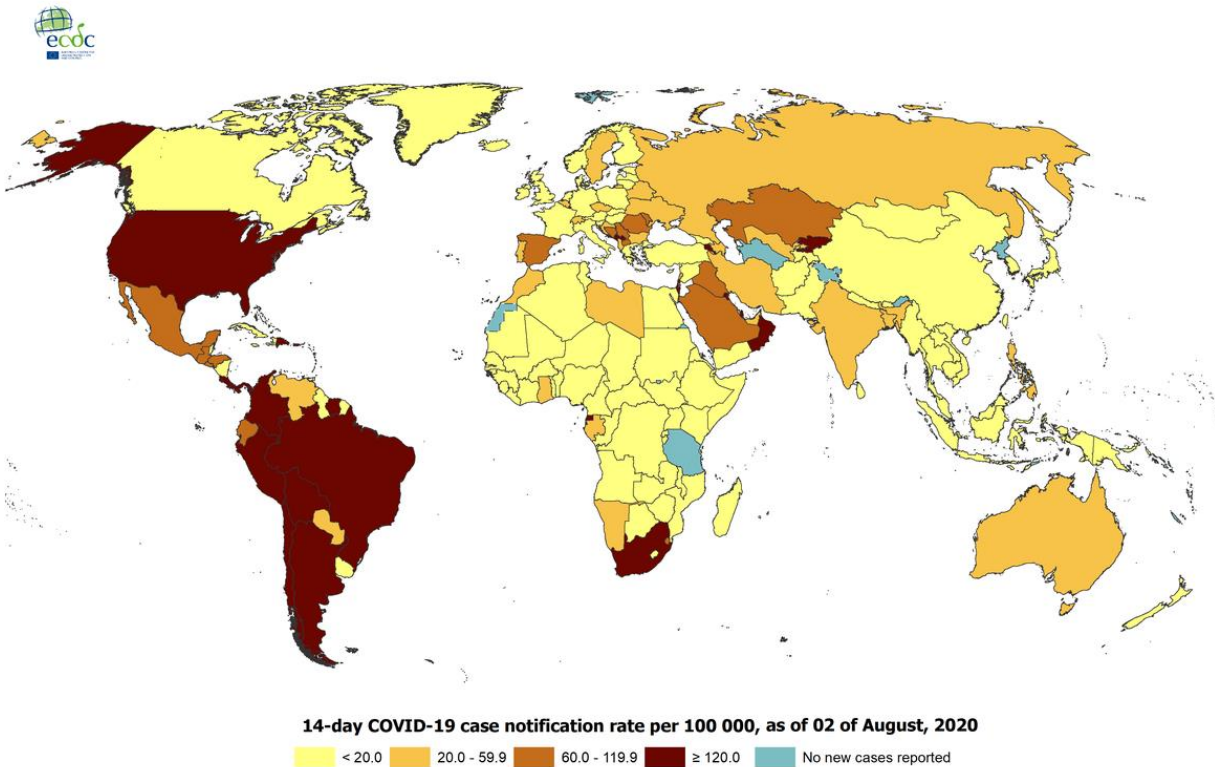 ecdc
14-day COVID-19 case notification rate per 100 000, as of 02 of August, 2020
< 20.0 20.0 - 59.9 60.0 - 119.9 ≥ 120.0 No new cases reported